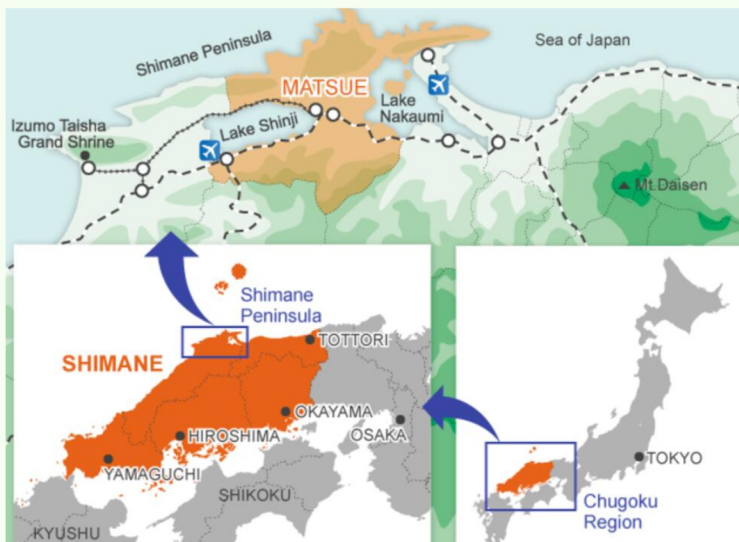 Shimane Peninsula
Sea of Japan
MATSUE
Lake
Nakaumi
Izumo Taisha
Grand Shrine
Lake Shinji
Mt.Daisen
Shimane
Peninsula
TOTTORI
SHIMANE
OKAYAMA
HIROSHIMA
OSAKA
YAMAGUCHI
SHIKOKU
KYUSHU
TOKYO
Chugoku
Region